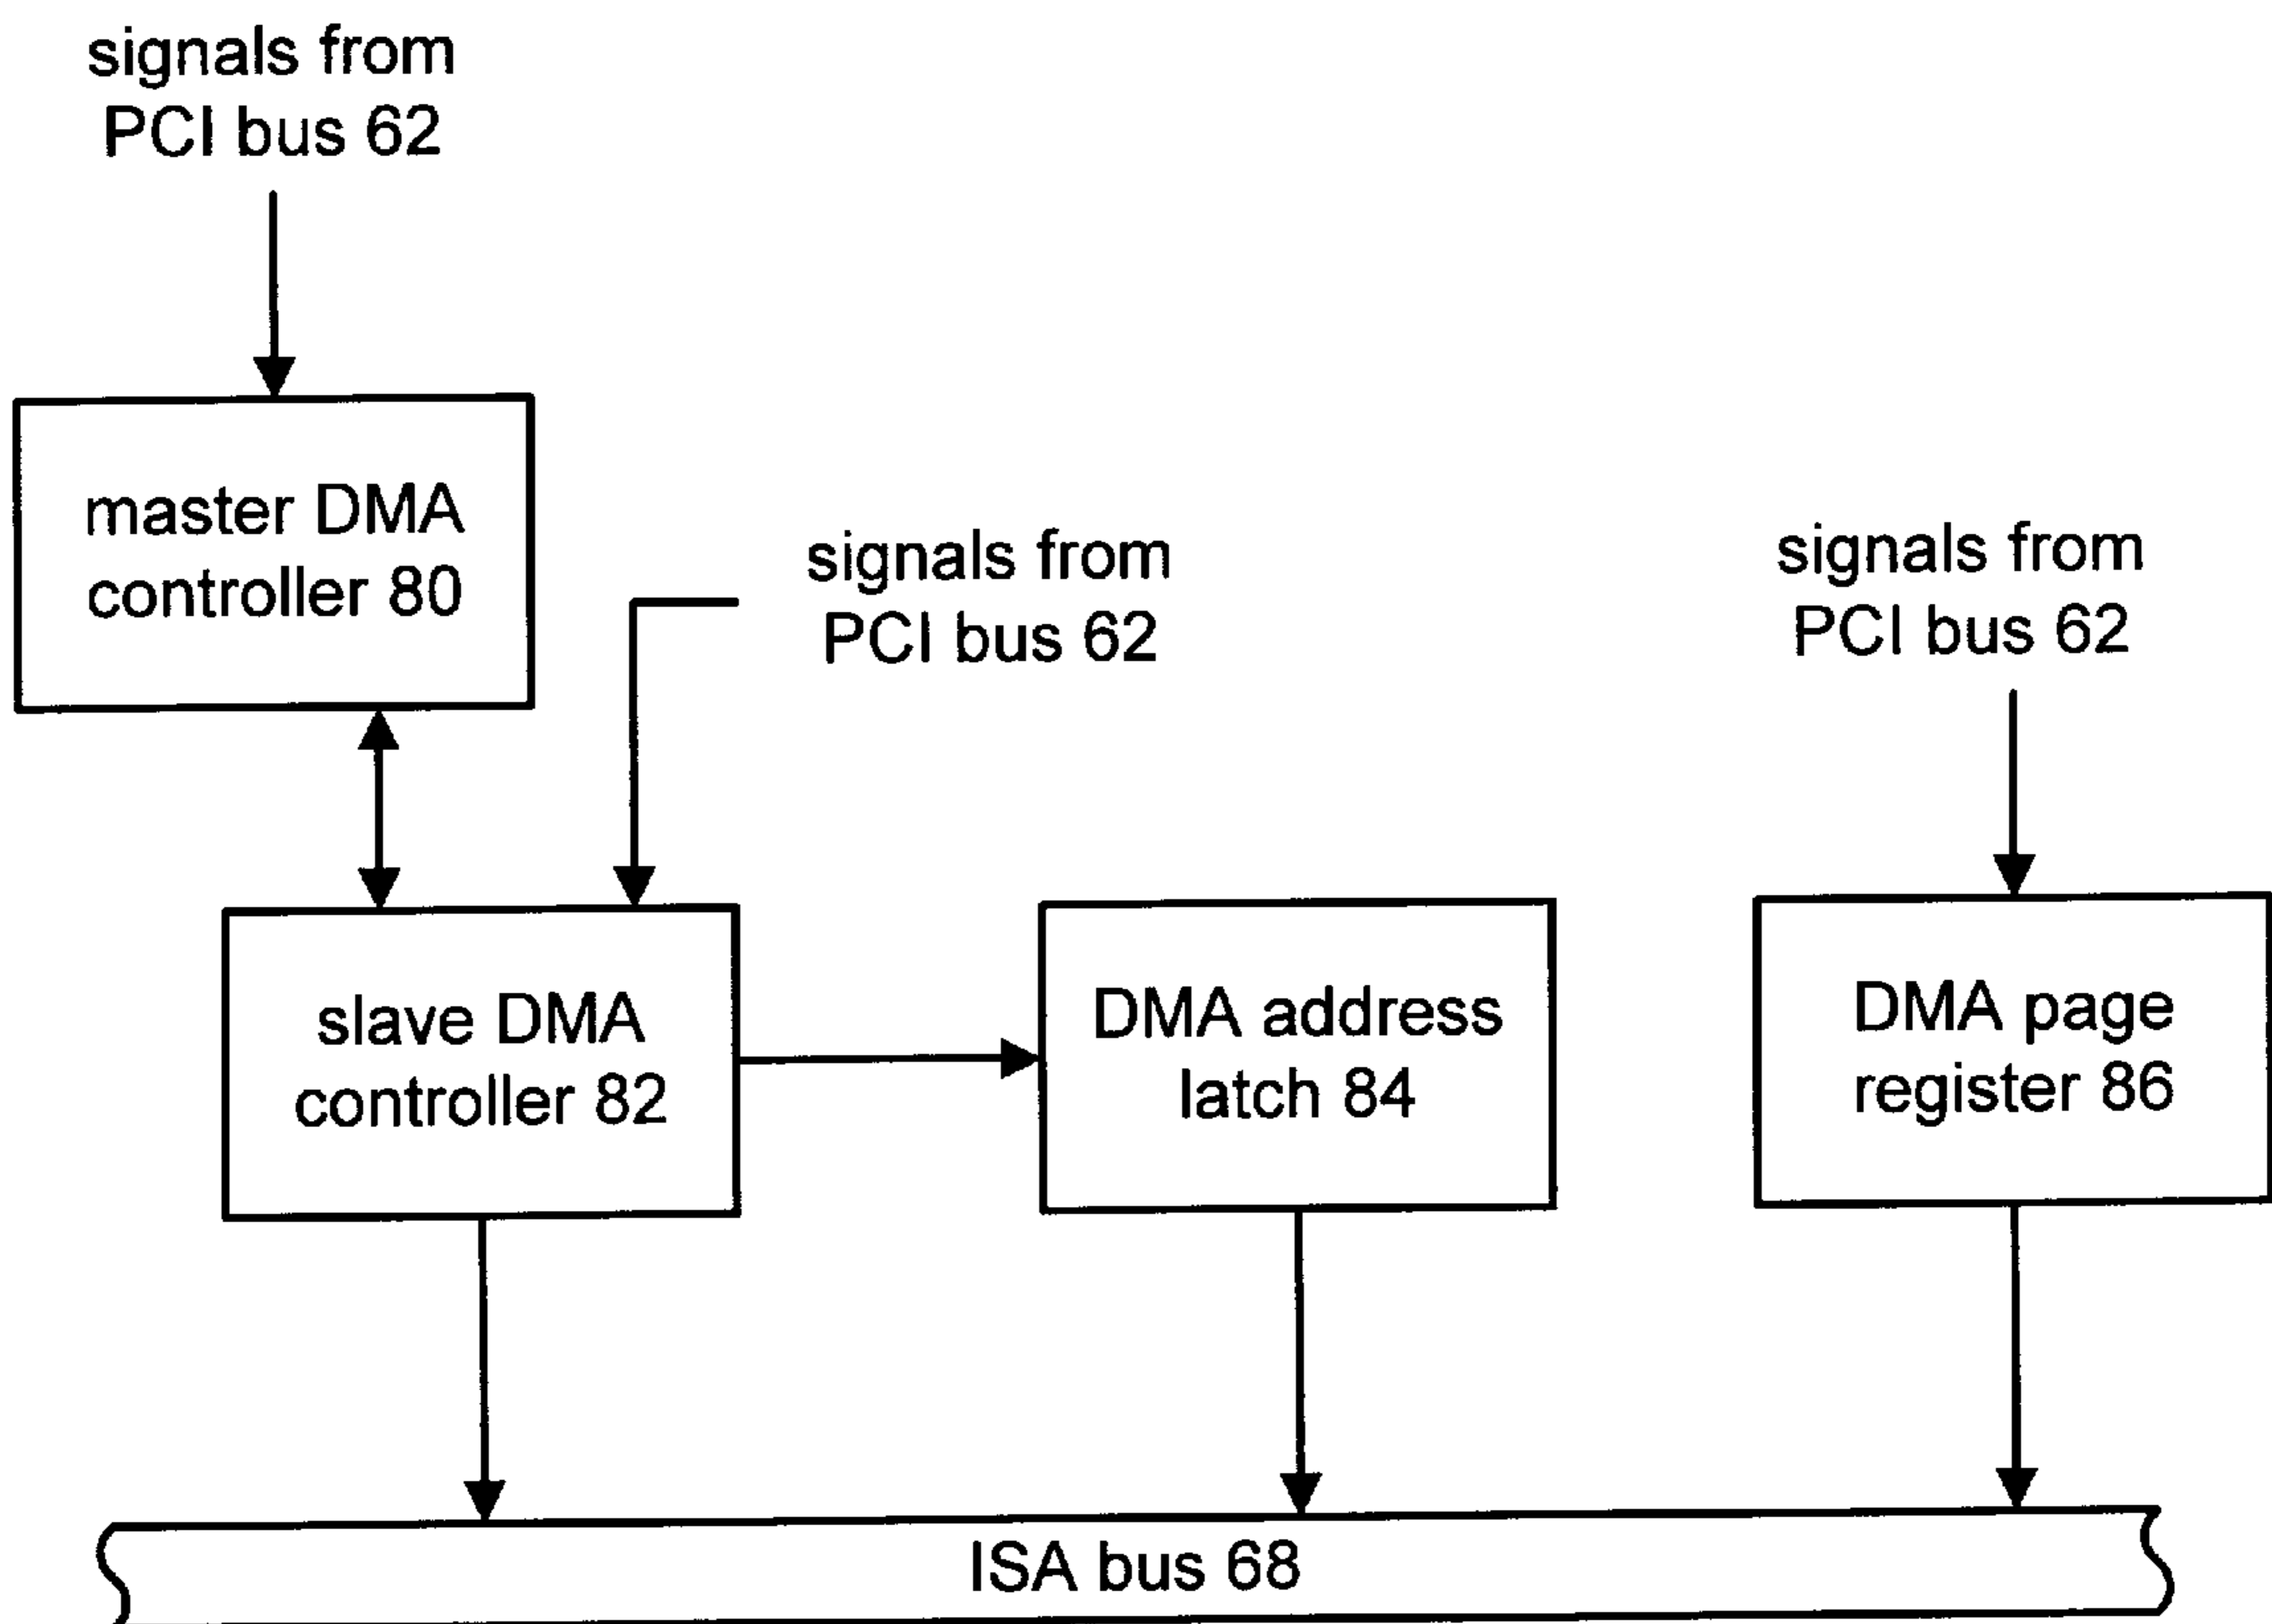 signals from
PCI bus 62
master DMA
controller 80
signals from
PCI bus 62
signals from
PCI bus 62
slave DMA
controller 82
DMA address
latch 84
DMA page
register 86
ISA bus 68